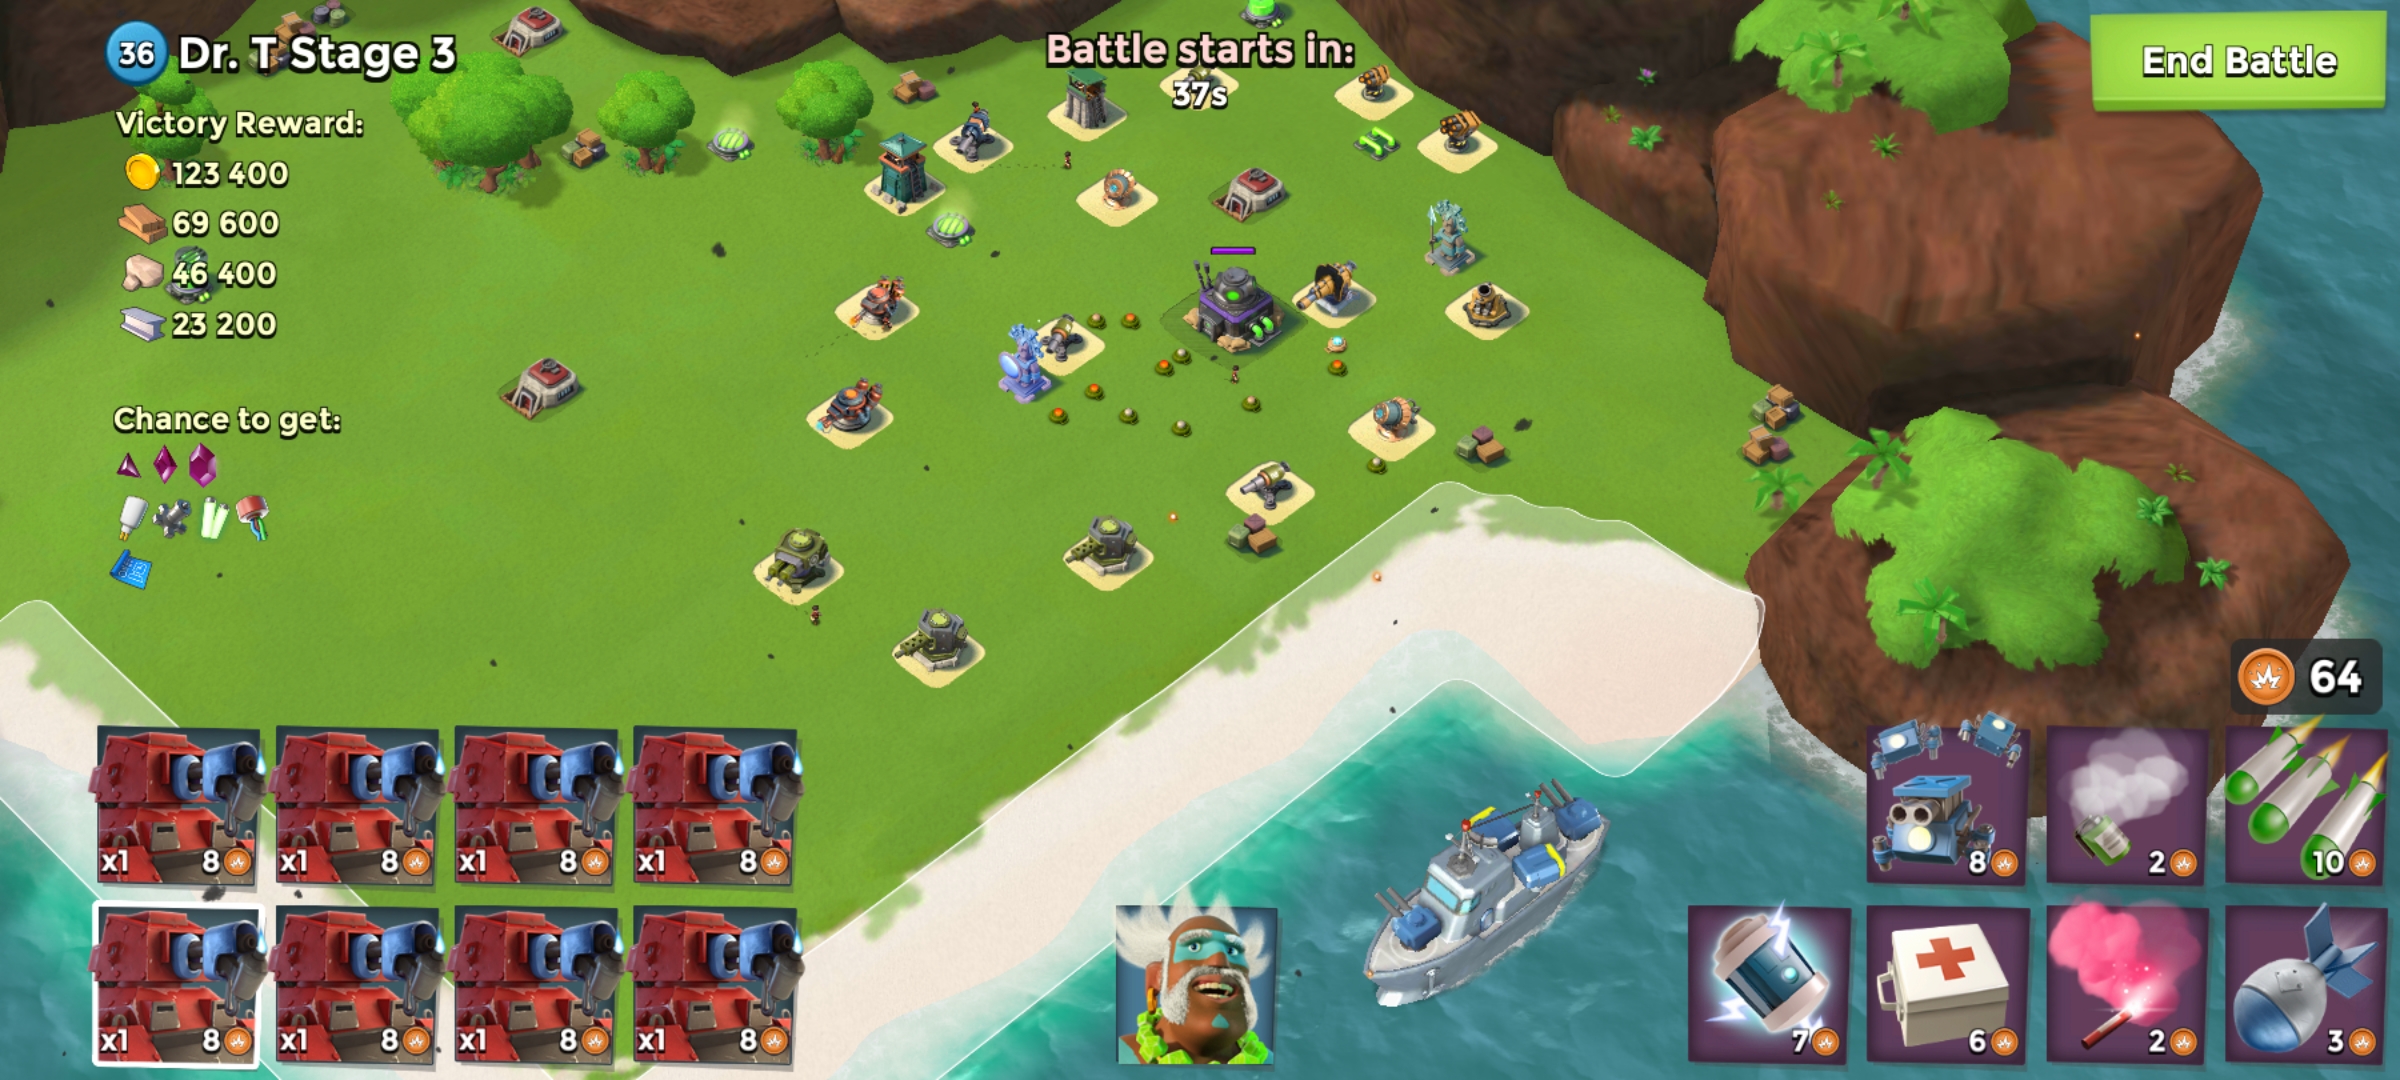 36 Dr. T Stage 3
Battle starts in:
37s
End Battle
Victory Reward:
123 400
69 600
46 400
23 200
Chance to get:
64
x1 8
x1 8
x1 8
x1 8
8
2
10
x1 8
x1 8
x1 8
x1 8
7
6
2
3